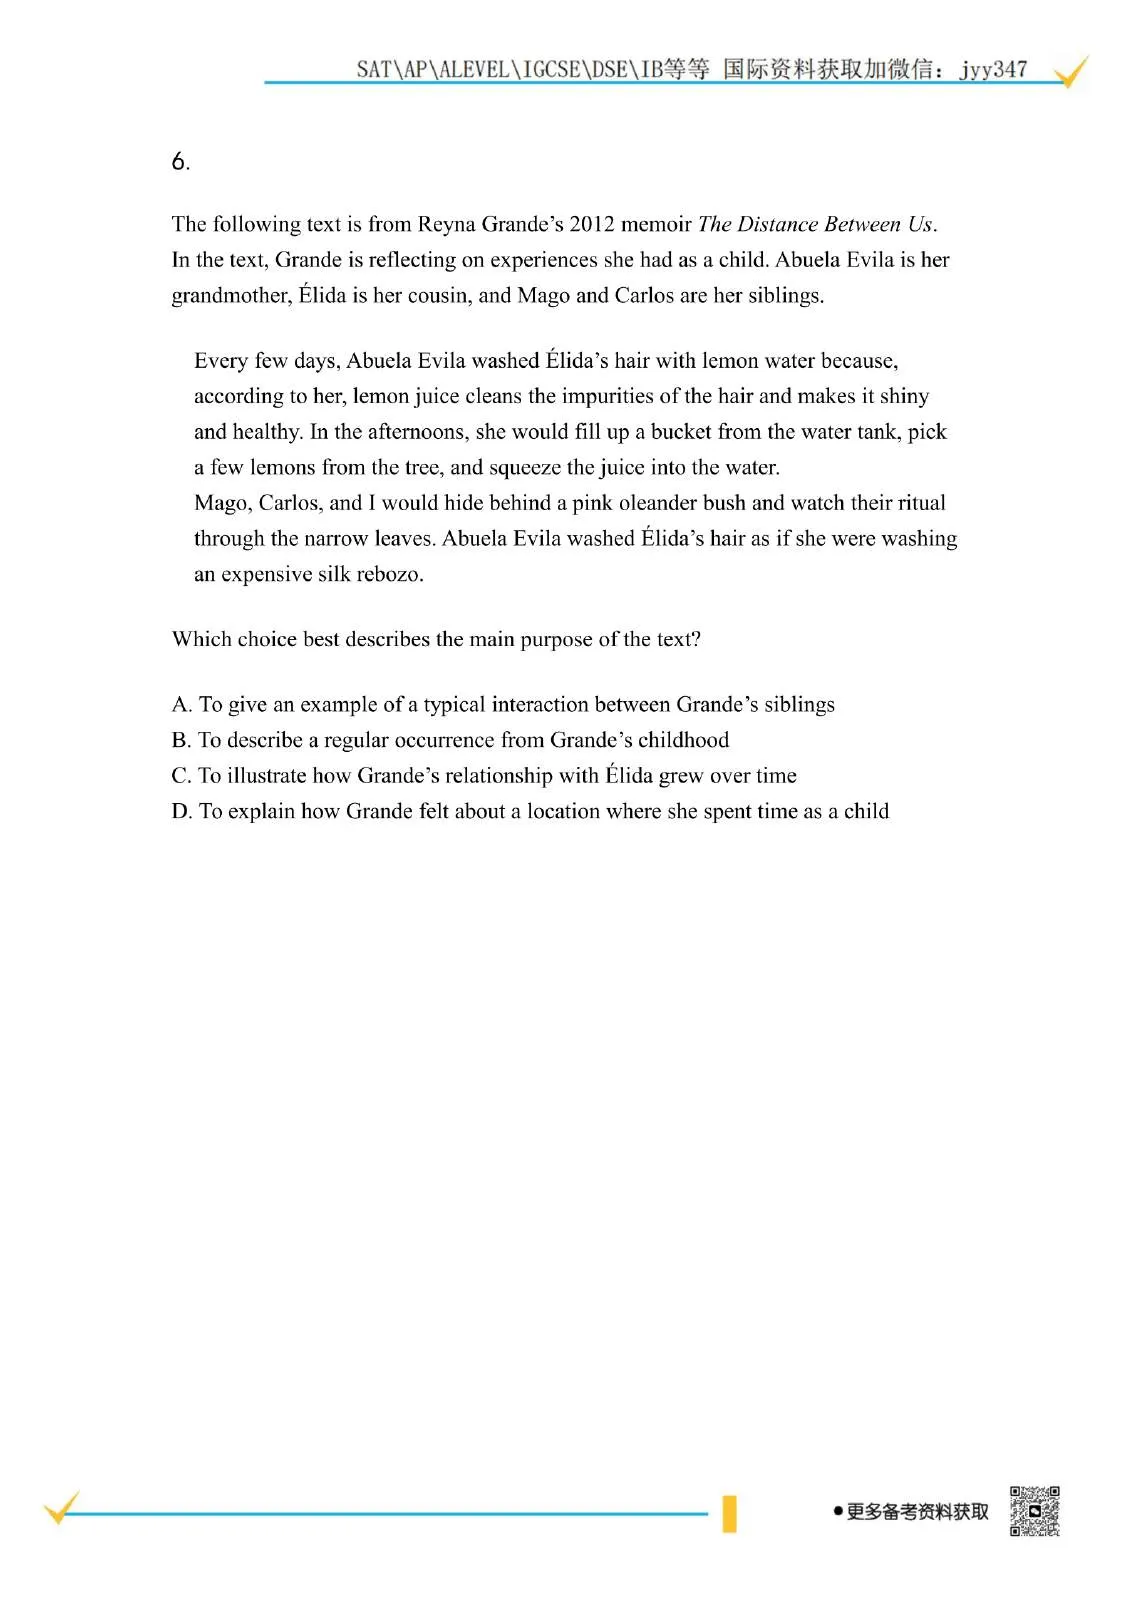 SAT\AP\ALEVEL\IGCSE\DSE\IB等等 国际资料获取加微信：jyy347
6.
The following text is from Reyna Grande’s 2012 memoir The Distance Between Us.
In the text, Grande is reflecting on experiences she had as a child. Abuela Evila is her
grandmother, Élida is her cousin, and Mago and Carlos are her siblings.
Every few days, Abuela Evila washed Élida’s hair with lemon water because,
according to her, lemon juice cleans the impurities of the hair and makes it shiny
and healthy. In the afternoons, she would fill up a bucket from the water tank, pick
a few lemons from the tree, and squeeze the juice into the water.
Mago, Carlos, and I would hide behind a pink oleander bush and watch their ritual
through the narrow leaves. Abuela Evila washed Élida’s hair as if she were washing
an expensive silk rebozo.
Which choice best describes the main purpose of the text?
A. To give an example of a typical interaction between Grande’s siblings
B. To describe a regular occurrence from Grande’s childhood
C. To illustrate how Grande’s relationship with Élida grew over time
D. To explain how Grande felt about a location where she spent time as a child
●更多备考资料获取